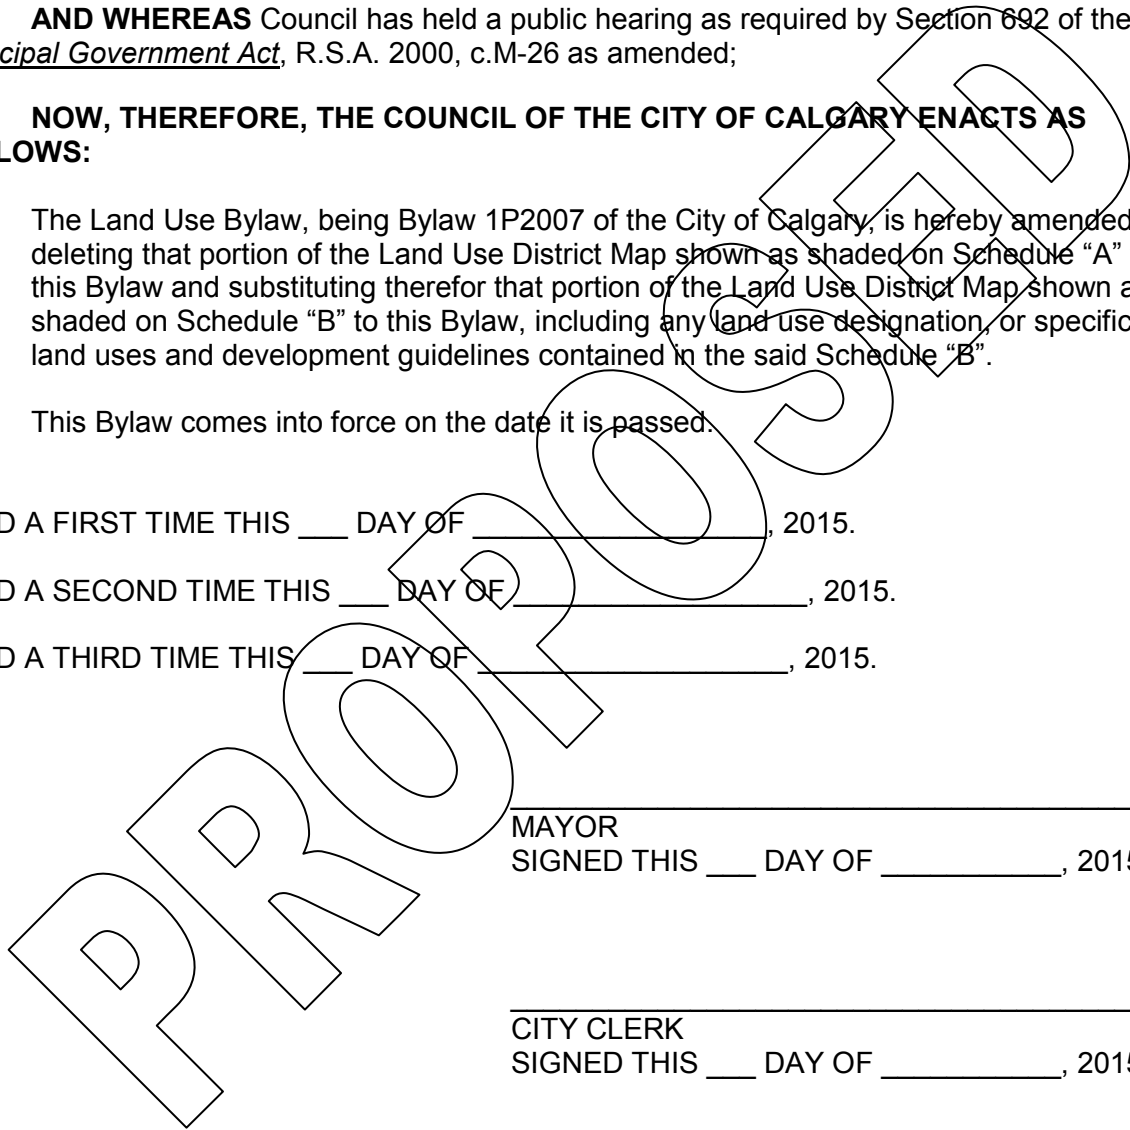 AND WHEREAS Council has held a public hearing as required by Section 692 of the
cipal Government Act, R.S.A. 2000, c.M-26 as amended;
NOW, THEREFORE, THE COUNCIL OF THE CITY OF CALGARY ENACTS AS
LOWS:
The Land Use Bylaw, being Bylaw 1P2007 of the City of Calgary, is hereby amended
deleting that portion of the Land Use District Map shown as shaded on Schedule “A”
this Bylaw and substituting therefor that portion of the Land Use District Map shown a
shaded on Schedule “B” to this Bylaw, including any land use designation, or specific
land uses and development guidelines contained in the said Schedule “B”.
This Bylaw comes into force on the date it is passed.
D A FIRST TIME THIS ___ DAY OF __________________, 2015.
D A SECOND TIME THIS ___ DAY OF __________________, 2015.
D A THIRD TIME THIS ___ DAY OF ___________________, 2015.
MAYOR
SIGNED THIS ___ DAY OF ___________, 2015
CITY CLERK
SIGNED THIS ___ DAY OF ___________, 2015
PROPOSED